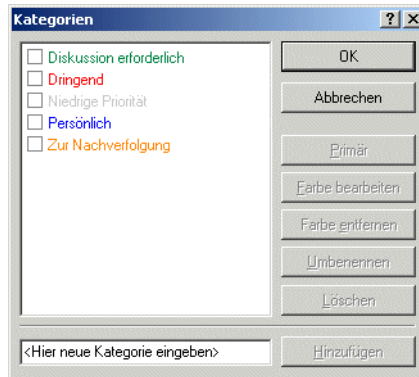 Kategorien
Diskussion erforderlich
Dringend
Niedrige Priorität
Persönlich
Zur Nachverfolgung
OK
Abbrechen
Primär
Farbe bearbeiten
Farbe entfernen
Umbenennen
Löschen
<Hier neue Kategorie eingeben>
Hinzufügen